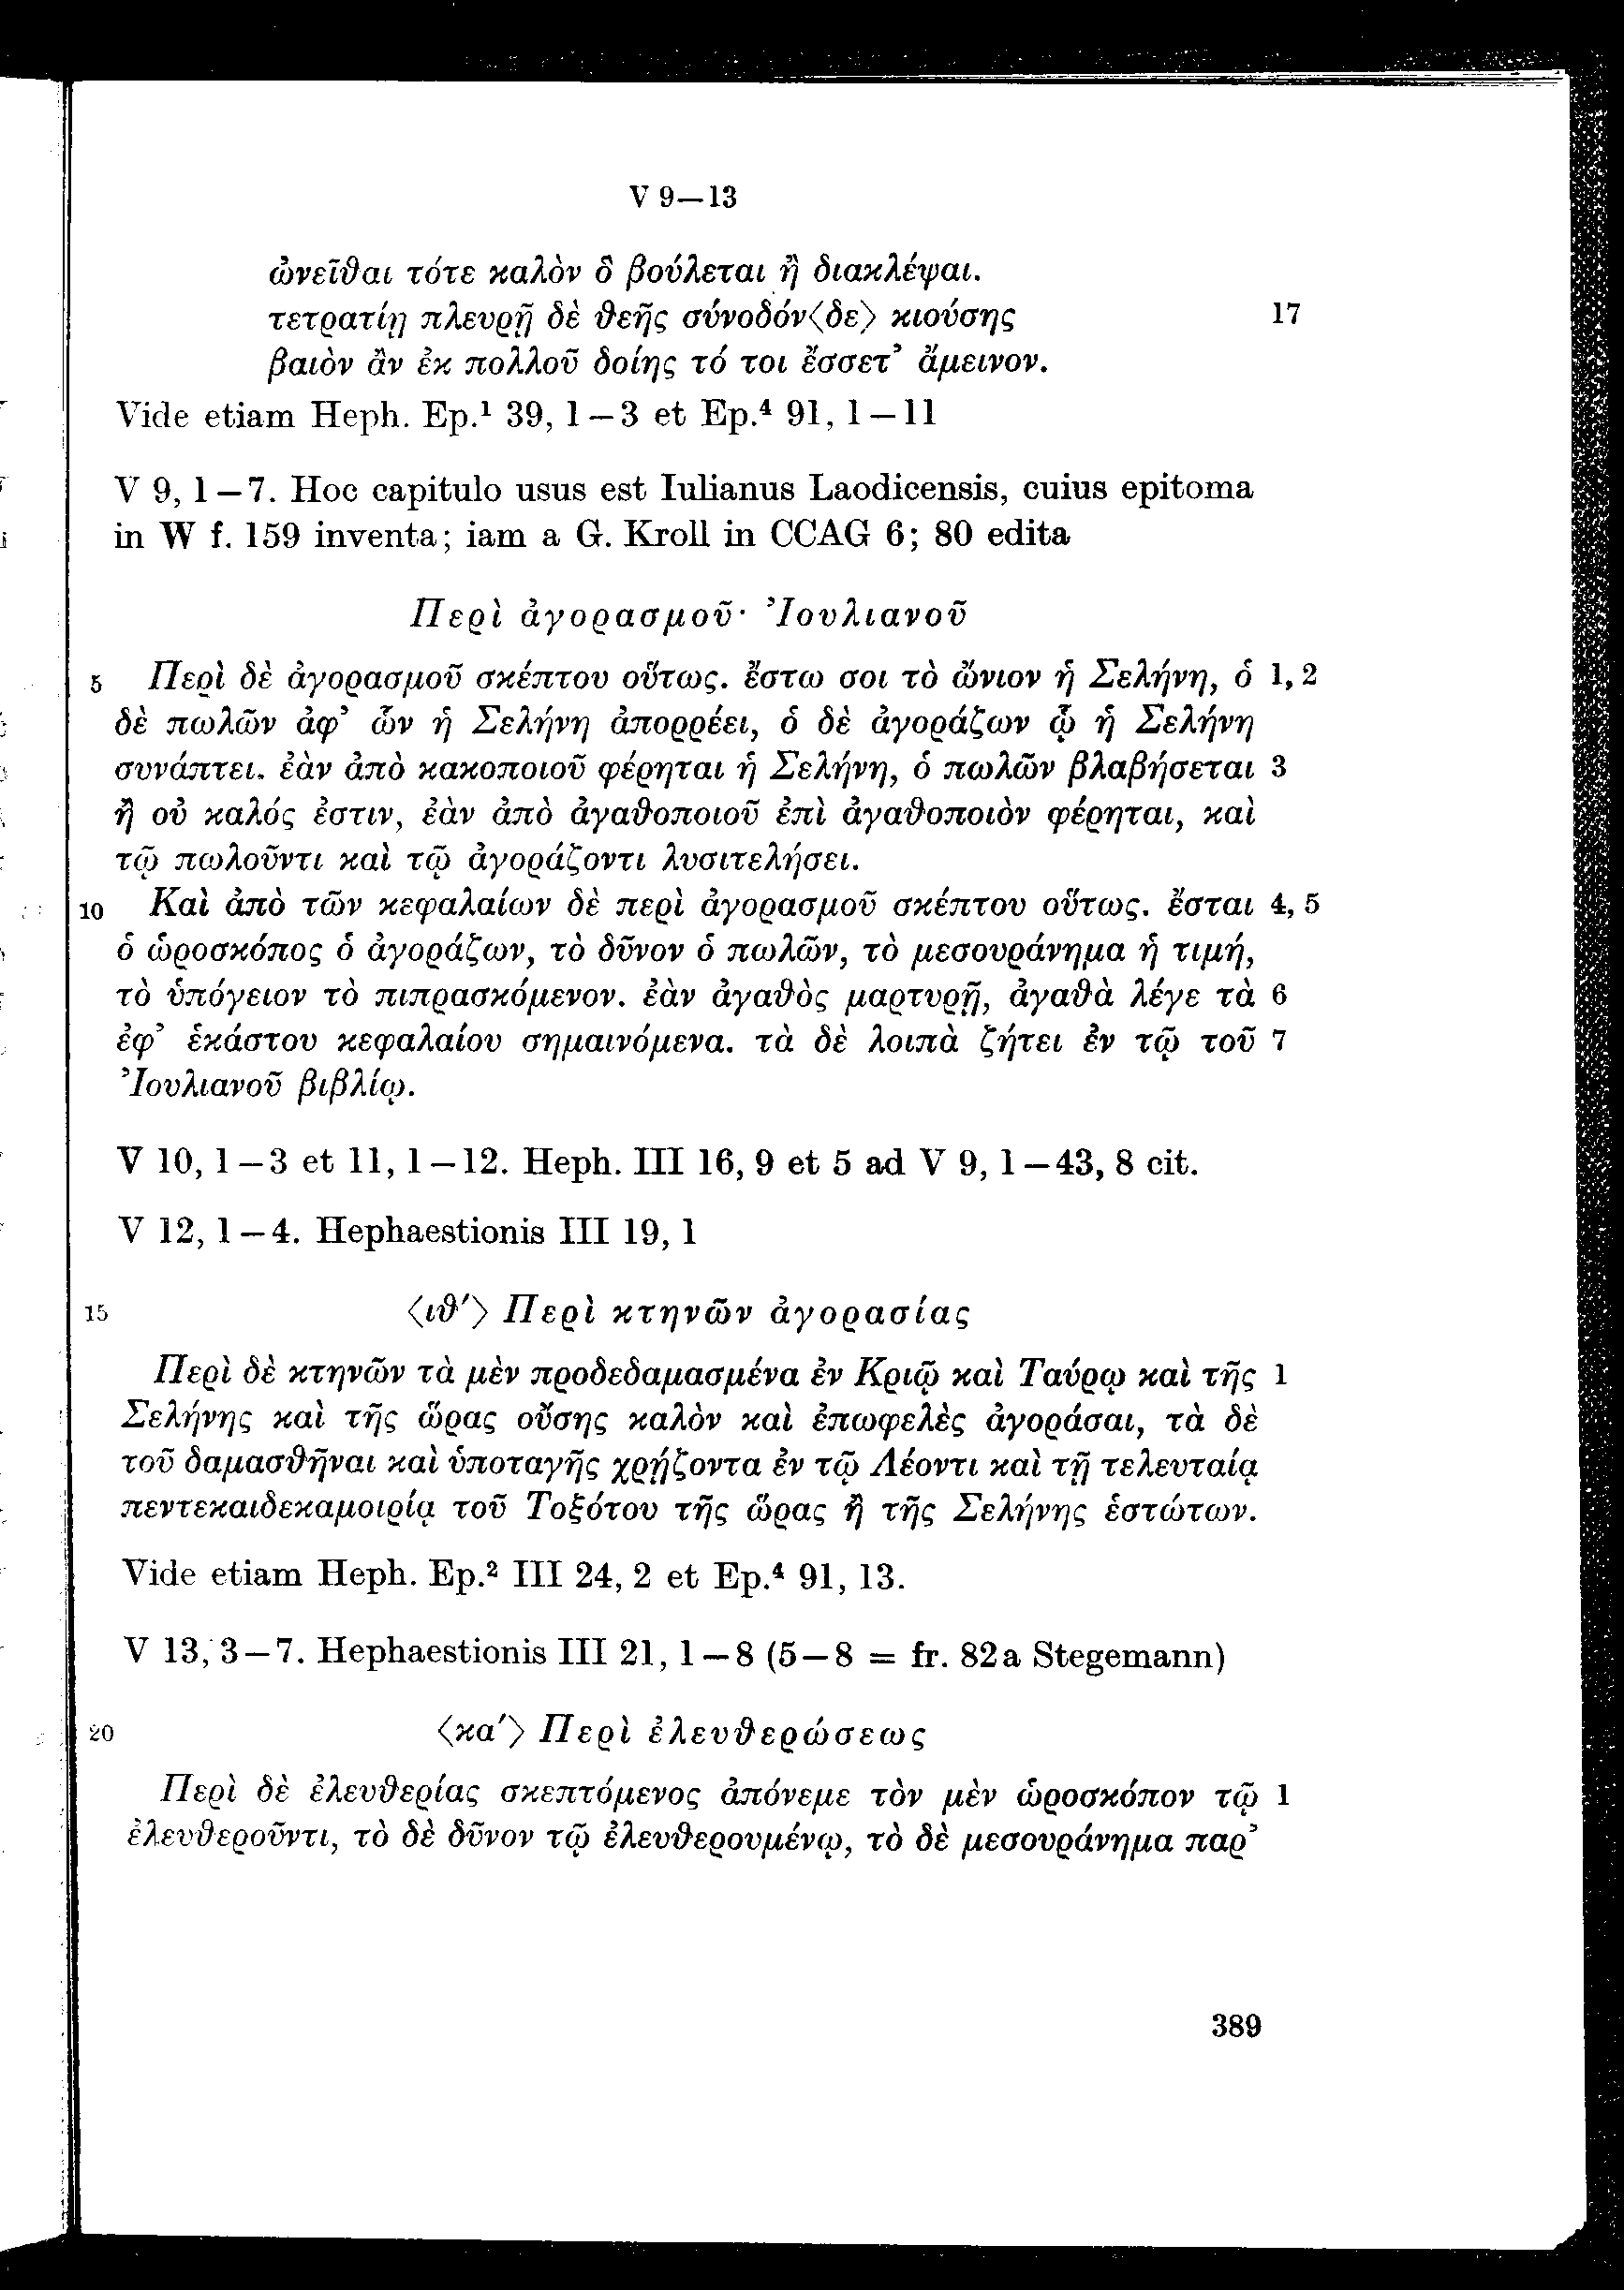 V 9—13
ὠνεῖϑαι τότε καλὸν ὃ βούλεται ἢ διακλέψαι.
τετρατίῃ πλευρῇ δὲ ϑεῆς σύνοδόν⟨δε⟩ κιούσης 17
βαιὸν ἂν ἐκ πολλοῦ δοίης τό τοι ἔσσετ’ ἄμεινον.
Vide etiam Heph. Ep.¹ 39, 1—3 et Ep.⁴ 91, 1—11
V 9, 1—7. Hoc capitulo usus est Iulianus Laodicensis, cuius epitoma
in W f. 159 inventa; iam a G. Kroll in CCAG 6; 80 edita
Περὶ ἀγορασμοῦ· Ἰουλιανοῦ
5 Περὶ δὲ ἀγορασμοῦ σκέπτου οὕτως. ἔστω σοι τὸ ὤνιον ἡ Σελήνη, ὁ 1, 2
δὲ πωλῶν ἀφ’ ὧν ἡ Σελήνη ἀπορρέει, ὁ δὲ ἀγοράζων ᾧ ἡ Σελήνη
συνάπτει. ἐὰν ἀπὸ κακοποιοῦ φέρηται ἡ Σελήνη, ὁ πωλῶν βλαβήσεται 3
ἢ οὐ καλός ἐστιν, ἐὰν ἀπὸ ἀγαϑοποιοῦ ἐπὶ ἀγαϑοποιὸν φέρηται, καὶ
τῷ πωλοῦντι καὶ τῷ ἀγοράζοντι λυσιτελήσει.
10 Καὶ ἀπὸ τῶν κεφαλαίων δὲ περὶ ἀγορασμοῦ σκέπτου οὕτως. ἔσται 4, 5
ὁ ὡροσκόπος ὁ ἀγοράζων, τὸ δῦνον ὁ πωλῶν, τὸ μεσουράνημα ἡ τιμή,
τὸ ὑπόγειον τὸ πιπρασκόμενον. ἐὰν ἀγαϑὸς μαρτυρῇ, ἀγαϑὰ λέγε τὰ 6
ἐφ’ ἑκάστου κεφαλαίου σημαινόμενα. τὰ δὲ λοιπὰ ζήτει ἐν τῷ τοῦ 7
Ἰουλιανοῦ βιβλίῳ.
V 10, 1—3 et 11, 1—12. Heph. III 16, 9 et 5 ad V 9, 1—43, 8 cit.
V 12, 1—4. Hephaestionis III 19, 1
15 ⟨ιϑ′⟩ Περὶ κτηνῶν ἀγορασίας
Περὶ δὲ κτηνῶν τὰ μὲν προδεδαμασμένα ἐν Κριῷ καὶ Ταύρῳ καὶ τῆς 1
Σελήνης καὶ τῆς ὥρας οὔσης καλὸν καὶ ἐπωφελὲς ἀγοράσαι, τὰ δὲ
τοῦ δαμασϑῆναι καὶ ὑποταγῆς χρῄζοντα ἐν τῷ Λέοντι καὶ τῇ τελευταίᾳ
πεντεκαιδεκαμοιρίᾳ τοῦ Τοξότου τῆς ὥρας ἢ τῆς Σελήνης ἑστώτων.
Vide etiam Heph. Ep.² III 24, 2 et Ep.⁴ 91, 13.
V 13, 3—7. Hephaestionis III 21, 1—8 (5—8 = fr. 82a Stegemann)
20 ⟨κα′⟩ Περὶ ἐλευϑερώσεως
Περὶ δὲ ἐλευϑερίας σκεπτόμενος ἀπόνεμε τὸν μὲν ὡροσκόπον τῷ 1
ἐλευϑεροῦντι, τὸ δὲ δῦνον τῷ ἐλευϑερουμένῳ, τὸ δὲ μεσουράνημα παρ’
389